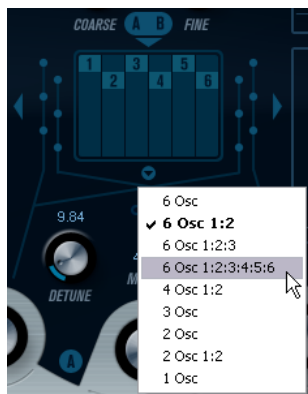 COARSE A B FINE
1 3 5
2 4 6
6 Osc
✓ 6 Osc 1:2
9.84
6 Osc 1:2:3
6 Osc 1:2:3:4:5:6
4 Osc 1:2
DETUNE
3 Osc
2 Osc
A
2 Osc 1:2
1 Osc